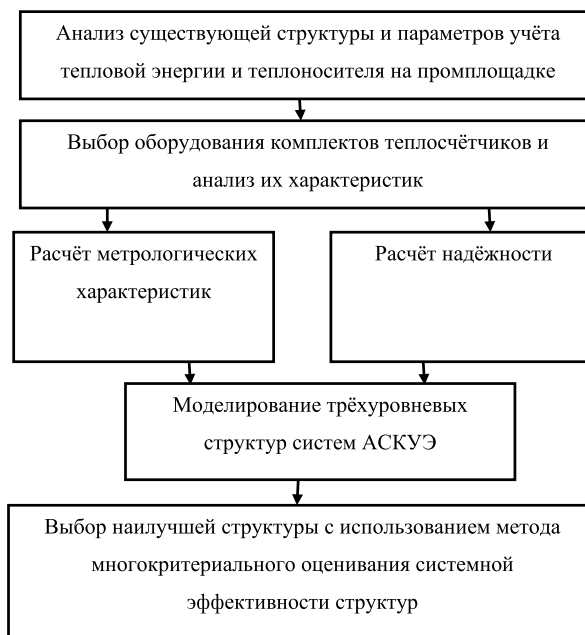 Анализ существующей структуры и параметров учёта
тепловой энергии и теплоносителя на промплощадке
Выбор оборудования комплектов теплосчётчиков и
анализ их характеристик
Расчёт метрологических
характеристик
Расчёт надёжности
Моделирование трёхуровневых
структур систем АСКУЭ
Выбор наилучшей структуры с использованием метода
многокритериального оценивания системной
эффективности структур